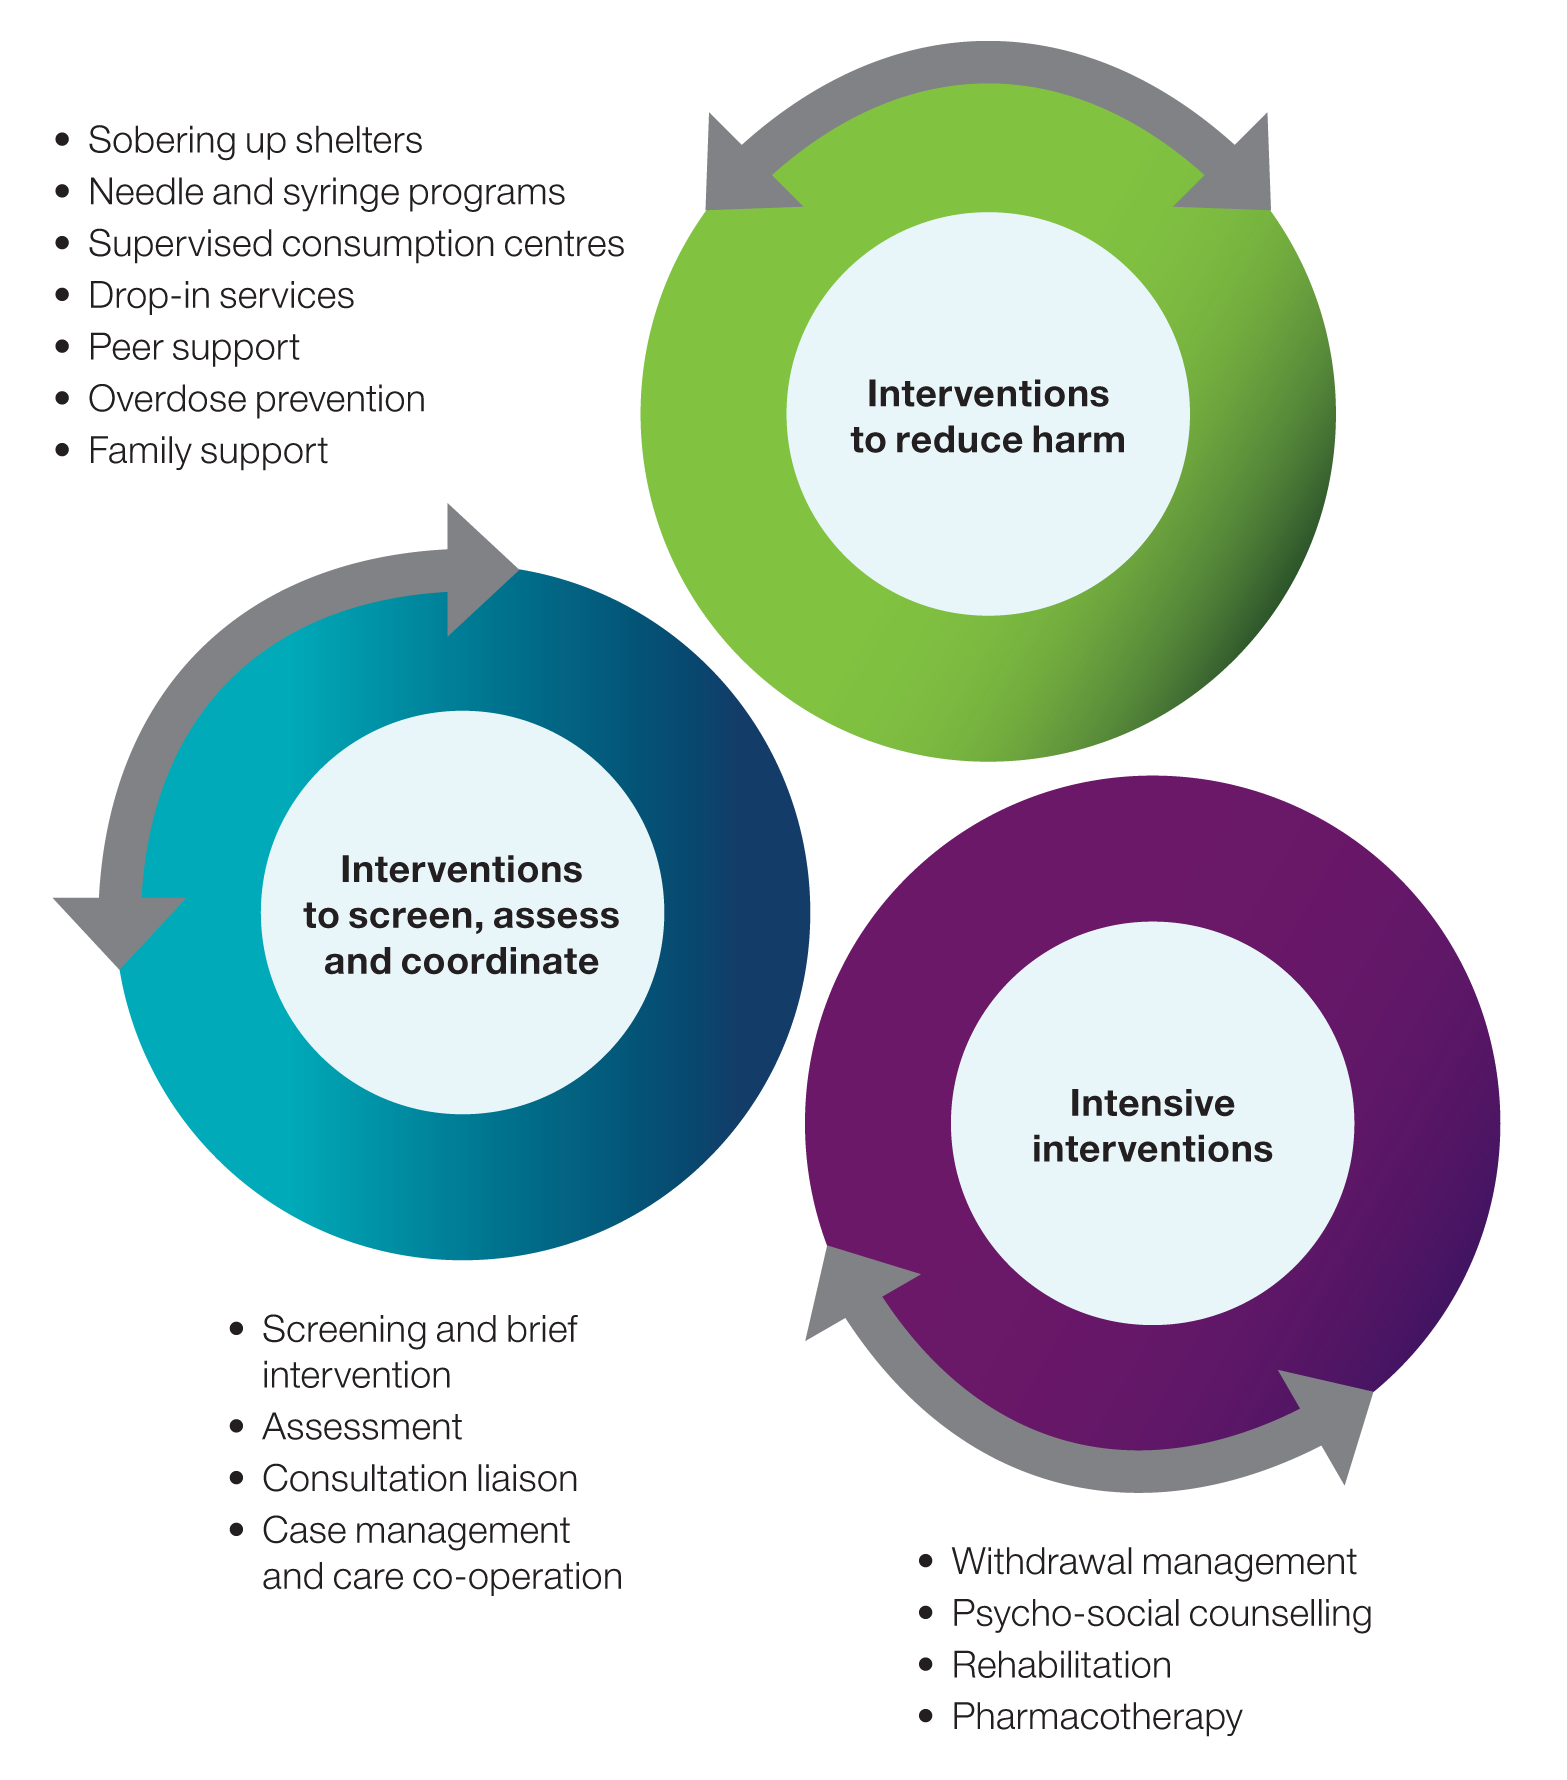 • Sobering up shelters
• Needle and syringe programs
• Supervised consumption centres
• Drop-in services
• Peer support
• Overdose prevention
• Family support
Interventions
to reduce harm
Interventions
to screen, assess
and coordinate
• Screening and brief
intervention
• Assessment
• Consultation liaison
• Case management
and care co-operation
Intensive
interventions
• Withdrawal management
• Psycho-social counselling
• Rehabilitation
• Pharmacotherapy